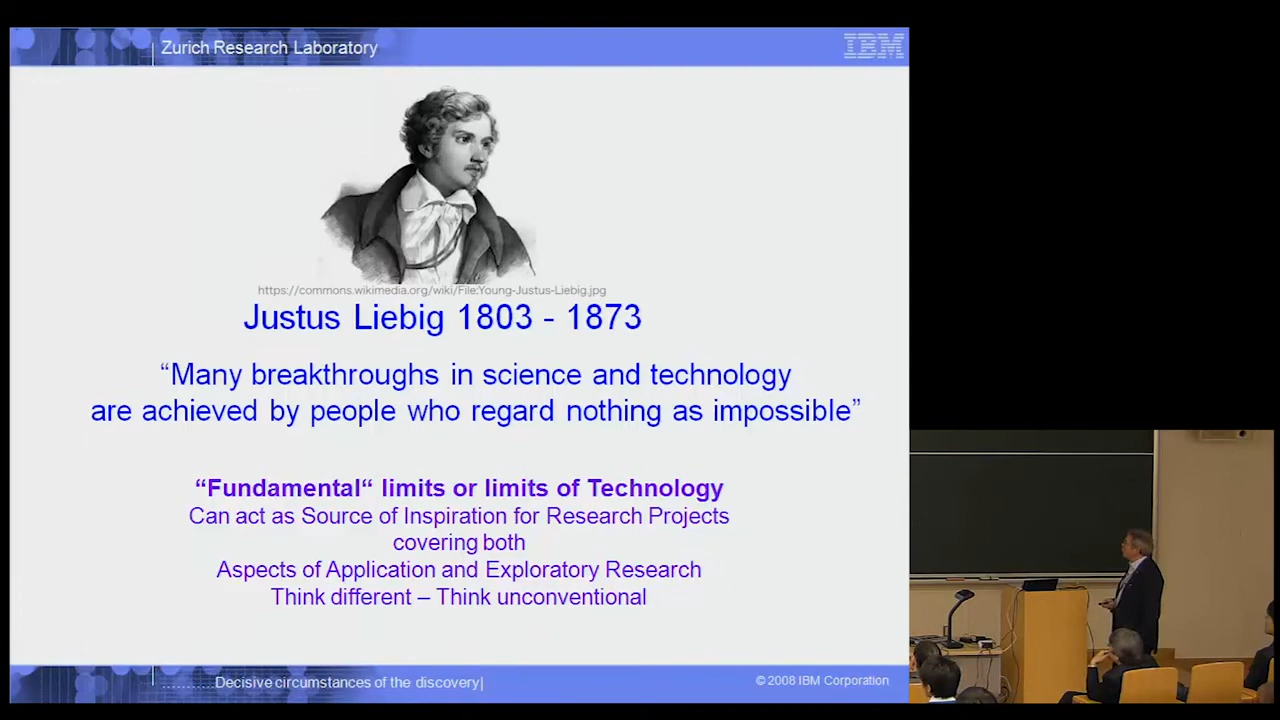 Zurich Research Laboratory
IBM
https://commons.wikimedia.org/wiki/File:Young-Justus-Liebig.jpg
Justus Liebig 1803 - 1873
“Many breakthroughs in science and technology
are achieved by people who regard nothing as impossible”
“Fundamental“ limits or limits of Technology
Can act as Source of Inspiration for Research Projects
covering both
Aspects of Application and Exploratory Research
Think different – Think unconventional
...........Decisive circumstances of the discovery|
© 2008 IBM Corporation